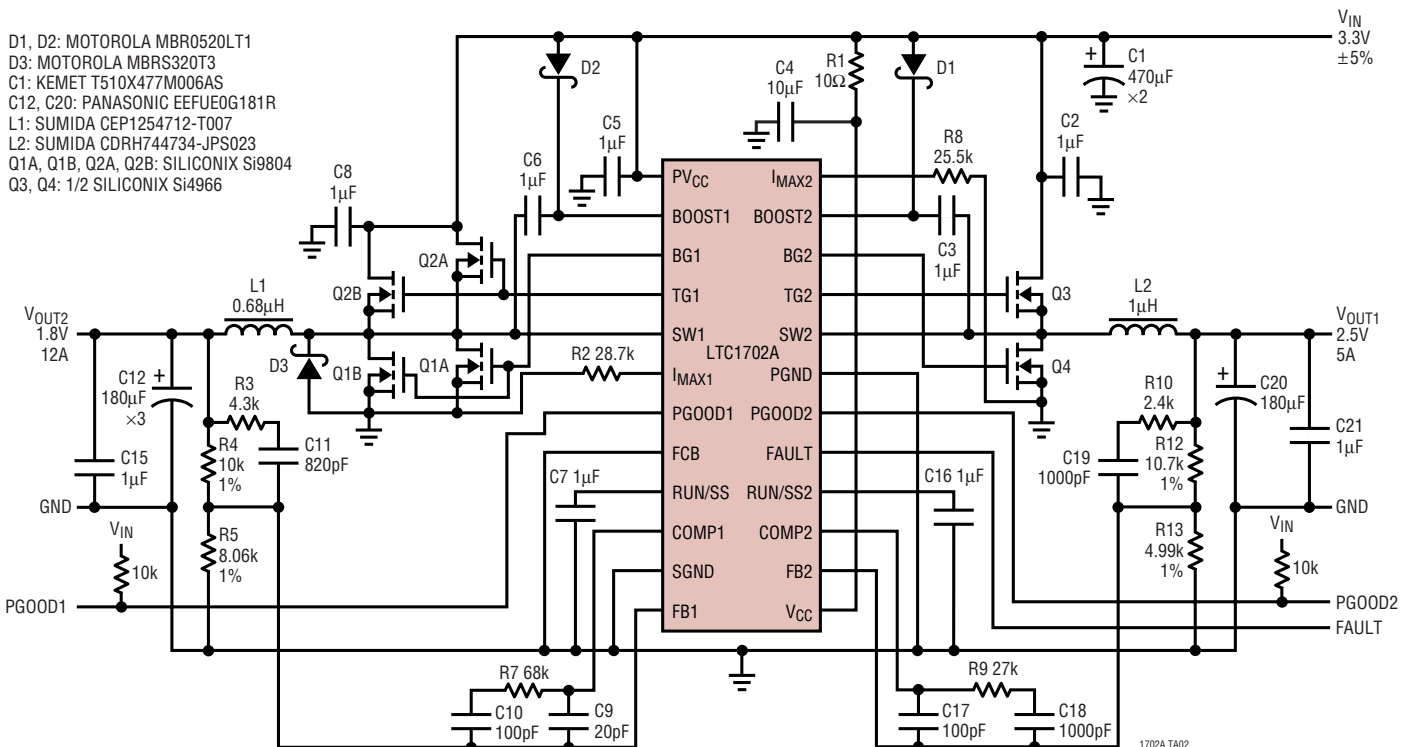 D1, D2: MOTOROLA MBR0520LT1
D3: MOTOROLA MBRS320T3
C1: KEMET T510X477M006AS
C12, C20: PANASONIC EEFUE0G181R
L1: SUMIDA CEP1254712-T007
L2: SUMIDA CDRH744734-JPS023
Q1A, Q1B, Q2A, Q2B: SILICONIX Si9804
Q3, Q4: 1/2 SILICONIX Si4966
VIN
3.3V
±5%
D2
D1
C4
10µF
R1
10Ω
C1
470µF
×2
C5
1µF
C6
1µF
C8
1µF
R8
25.5k
C2
1µF
C3
1µF
Q2A
Q2B
Q1A
Q1B
Q3
Q4
L1
0.68µH
L2
1µH
VOUT2
1.8V
12A
VOUT1
2.5V
5A
D3
R2 28.7k
LTC1702A
PVCC
BOOST1
BG1
TG1
SW1
IMAX1
PGOOD1
FCB
RUN/SS
COMP1
SGND
FB1
IMAX2
BOOST2
BG2
TG2
SW2
PGND
PGOOD2
FAULT
RUN/SS2
COMP2
FB2
VCC
C12
180µF
×3
R3
4.3k
R4
10k
1%
C11
820pF
C15
1µF
GND
R5
8.06k
1%
VIN
10k
PGOOD1
C7 1µF
C16 1µF
R10
2.4k
C20
180µF
C19
1000pF
R12
10.7k
1%
C21
1µF
GND
R13
4.99k
1%
VIN
10k
PGOOD2
FAULT
R7 68k
C10
100pF
C9
20pF
R9 27k
C17
100pF
C18
1000pF
1702A TA02